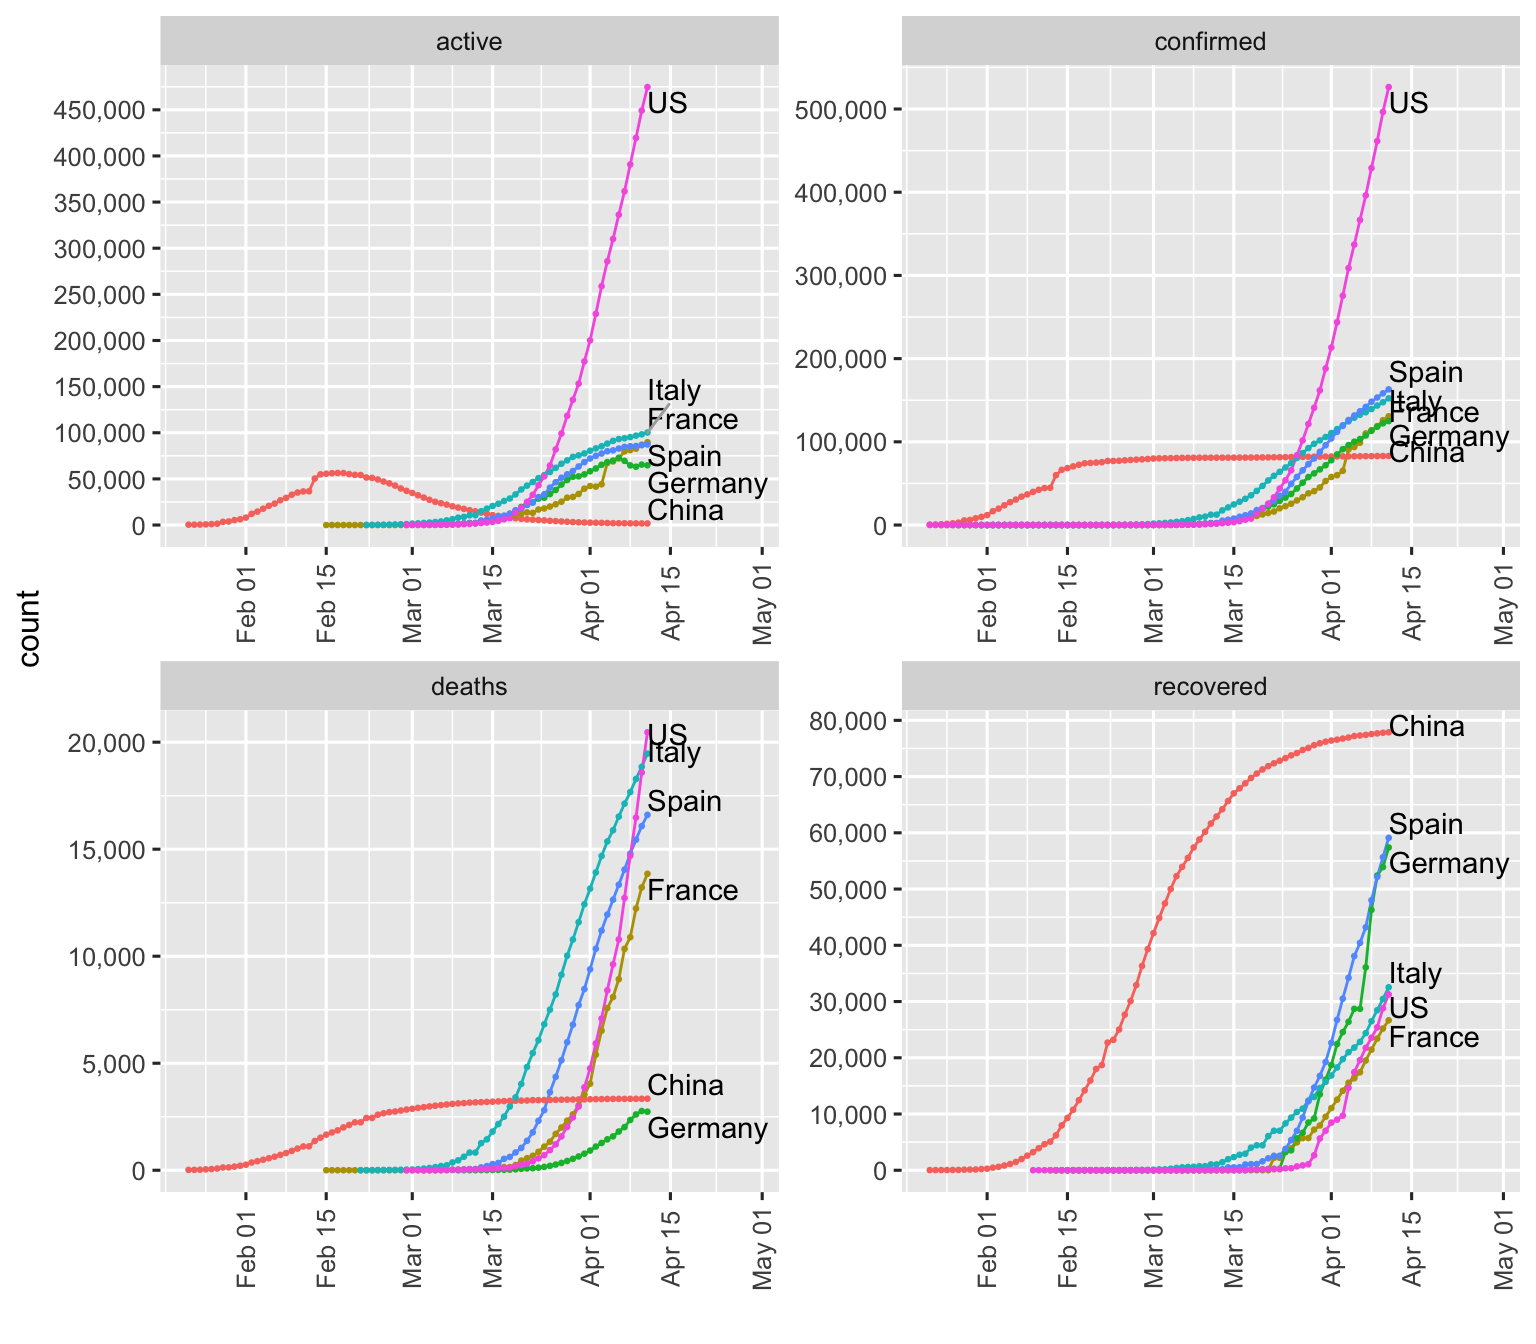 active
confirmed
450,000
400,000
350,000
300,000
250,000
200,000
150,000
100,000
50,000
0
US
Italy
France
Spain
Germany
China
Feb 01
Feb 15
Mar 01
Mar 15
Apr 01
Apr 15
May 01
500,000
400,000
300,000
200,000
100,000
0
US
Spain
Italy
France
Germany
China
Feb 01
Feb 15
Mar 01
Mar 15
Apr 01
Apr 15
May 01
count
deaths
recovered
20,000
15,000
10,000
5,000
0
US
Italy
Spain
France
China
Germany
Feb 01
Feb 15
Mar 01
Mar 15
Apr 01
Apr 15
May 01
80,000
70,000
60,000
50,000
40,000
30,000
20,000
10,000
0
China
Spain
Germany
Italy
US
France
Feb 01
Feb 15
Mar 01
Mar 15
Apr 01
Apr 15
May 01